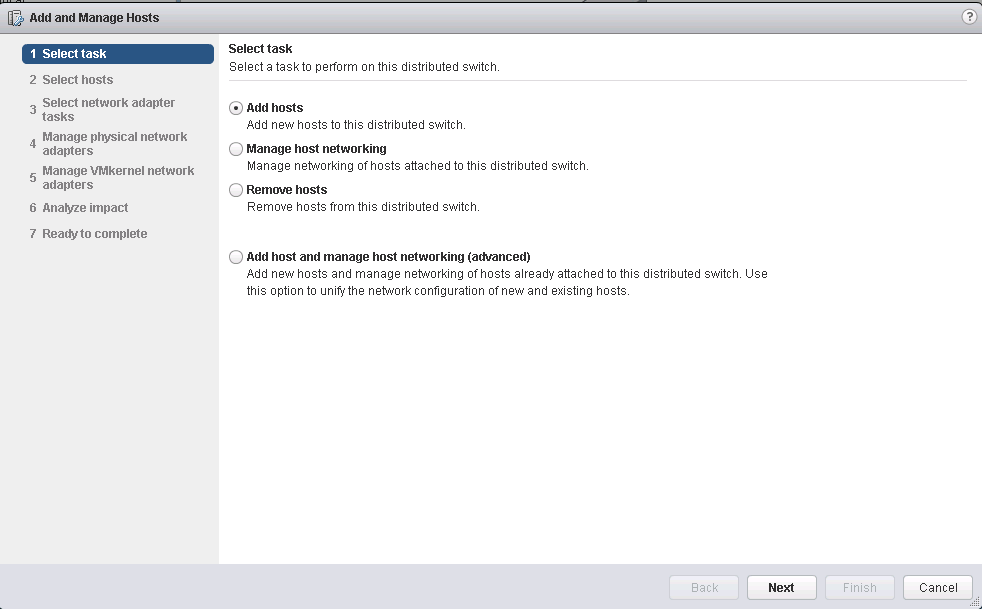 Add and Manage Hosts
?
1 Select task
2 Select hosts
3 Select network adapter
tasks
4 Manage physical network
adapters
5 Manage VMkernel network
adapters
6 Analyze impact
7 Ready to complete
Select task
Select a task to perform on this distributed switch.
Add hosts
Add new hosts to this distributed switch.
Manage host networking
Manage networking of hosts attached to this distributed switch.
Remove hosts
Remove hosts from this distributed switch.
Add host and manage host networking (advanced)
Add new hosts and manage networking of hosts already attached to this distributed switch. Use
this option to unify the network configuration of new and existing hosts.
Back Next Finish Cancel